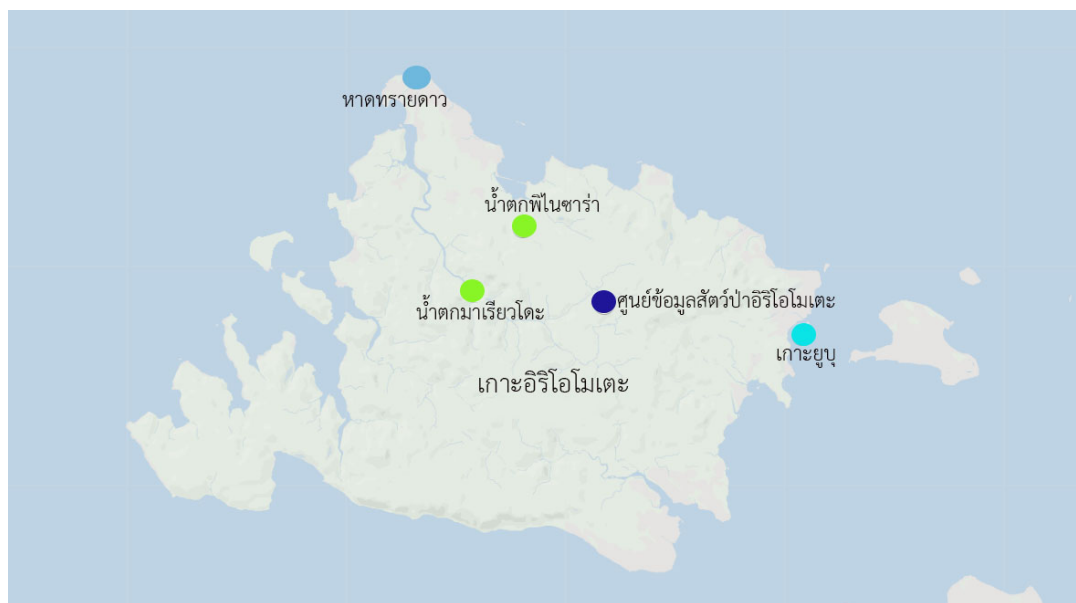 หาดทรายดาว
น้ำตกพิไนซาร่า
ศูนย์ข้อมูลสัตว์ป่าอิริโอโมเตะ
น้ำตกมาเรียวโดะ
เกาะยูบุ
เกาะอิริโอโมเตะ